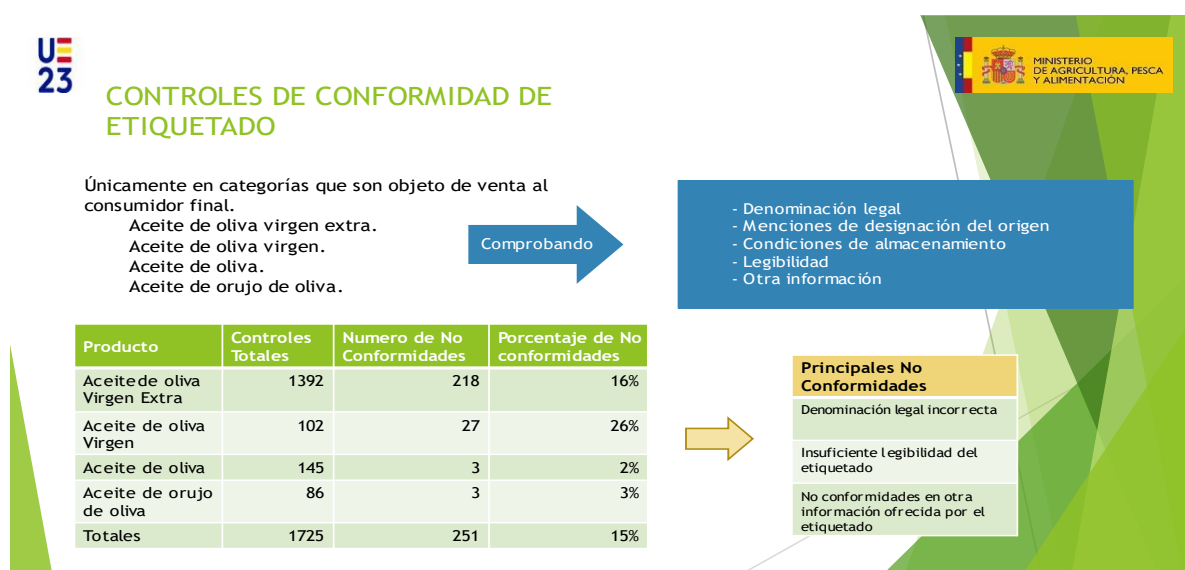 UE
23
MINISTERIO
DE AGRICULTURA, PESCA
Y ALIMENTACIÓN
CONTROLES DE CONFORMIDAD DE
ETIQUETADO
Únicamente en categorías que son objeto de venta al
consumidor final.
Aceite de oliva virgen extra.
Aceite de oliva virgen.
Aceite de oliva.
Aceite de orujo de oliva.
Comprobando
- Denominación legal
- Menciones de designación del origen
- Condiciones de almacenamiento
- Legibilidad
- Otra información
Producto Controles Totales Numero de No Conformidades Porcentaje de No conformidades
Aceite de oliva Virgen Extra 1392 218 16%
Aceite de oliva Virgen 102 27 26%
Aceite de oliva 145 3 2%
Aceite de orujo de oliva 86 3 3%
Totales 1725 251 15%
Principales No
Conformidades
Denominación legal incorrecta
Insuficiente legibilidad del
etiquetado
No conformidades en otra
información ofrecida por el
etiquetado